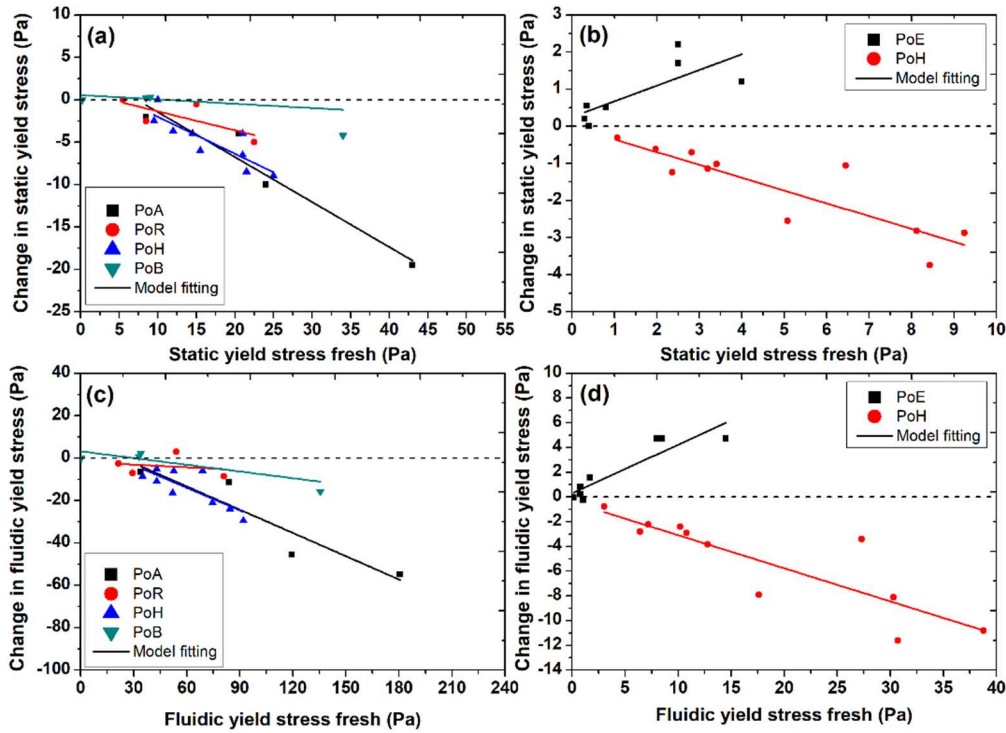 (a)
Change in static yield stress (Pa)
10
5
0
-5
-10
-15
-20
-25
PoA
PoR
PoH
PoB
Model fitting
0 5 10 15 20 25 30 35 40 45 50 55
Static yield stress fresh (Pa)
(b)
Change in static yield stress (Pa)
3
2
1
0
-1
-2
-3
-4
-5
PoE
PoH
Model fitting
0 1 2 3 4 5 6 7 8 9 10
Static yield stress fresh (Pa)
(c)
Change in fluidic yield stress (Pa)
40
20
0
-20
-40
-60
-80
-100
PoA
PoR
PoH
PoB
Model fitting
0 30 60 90 120 150 180 210 240
Fluidic yield stress fresh (Pa)
(d)
Change in fluidic yield stress (Pa)
10
8
6
4
2
0
-2
-4
-6
-8
-10
-12
-14
PoE
PoH
Model fitting
0 5 10 15 20 25 30 35 40
Fluidic yield stress fresh (Pa)